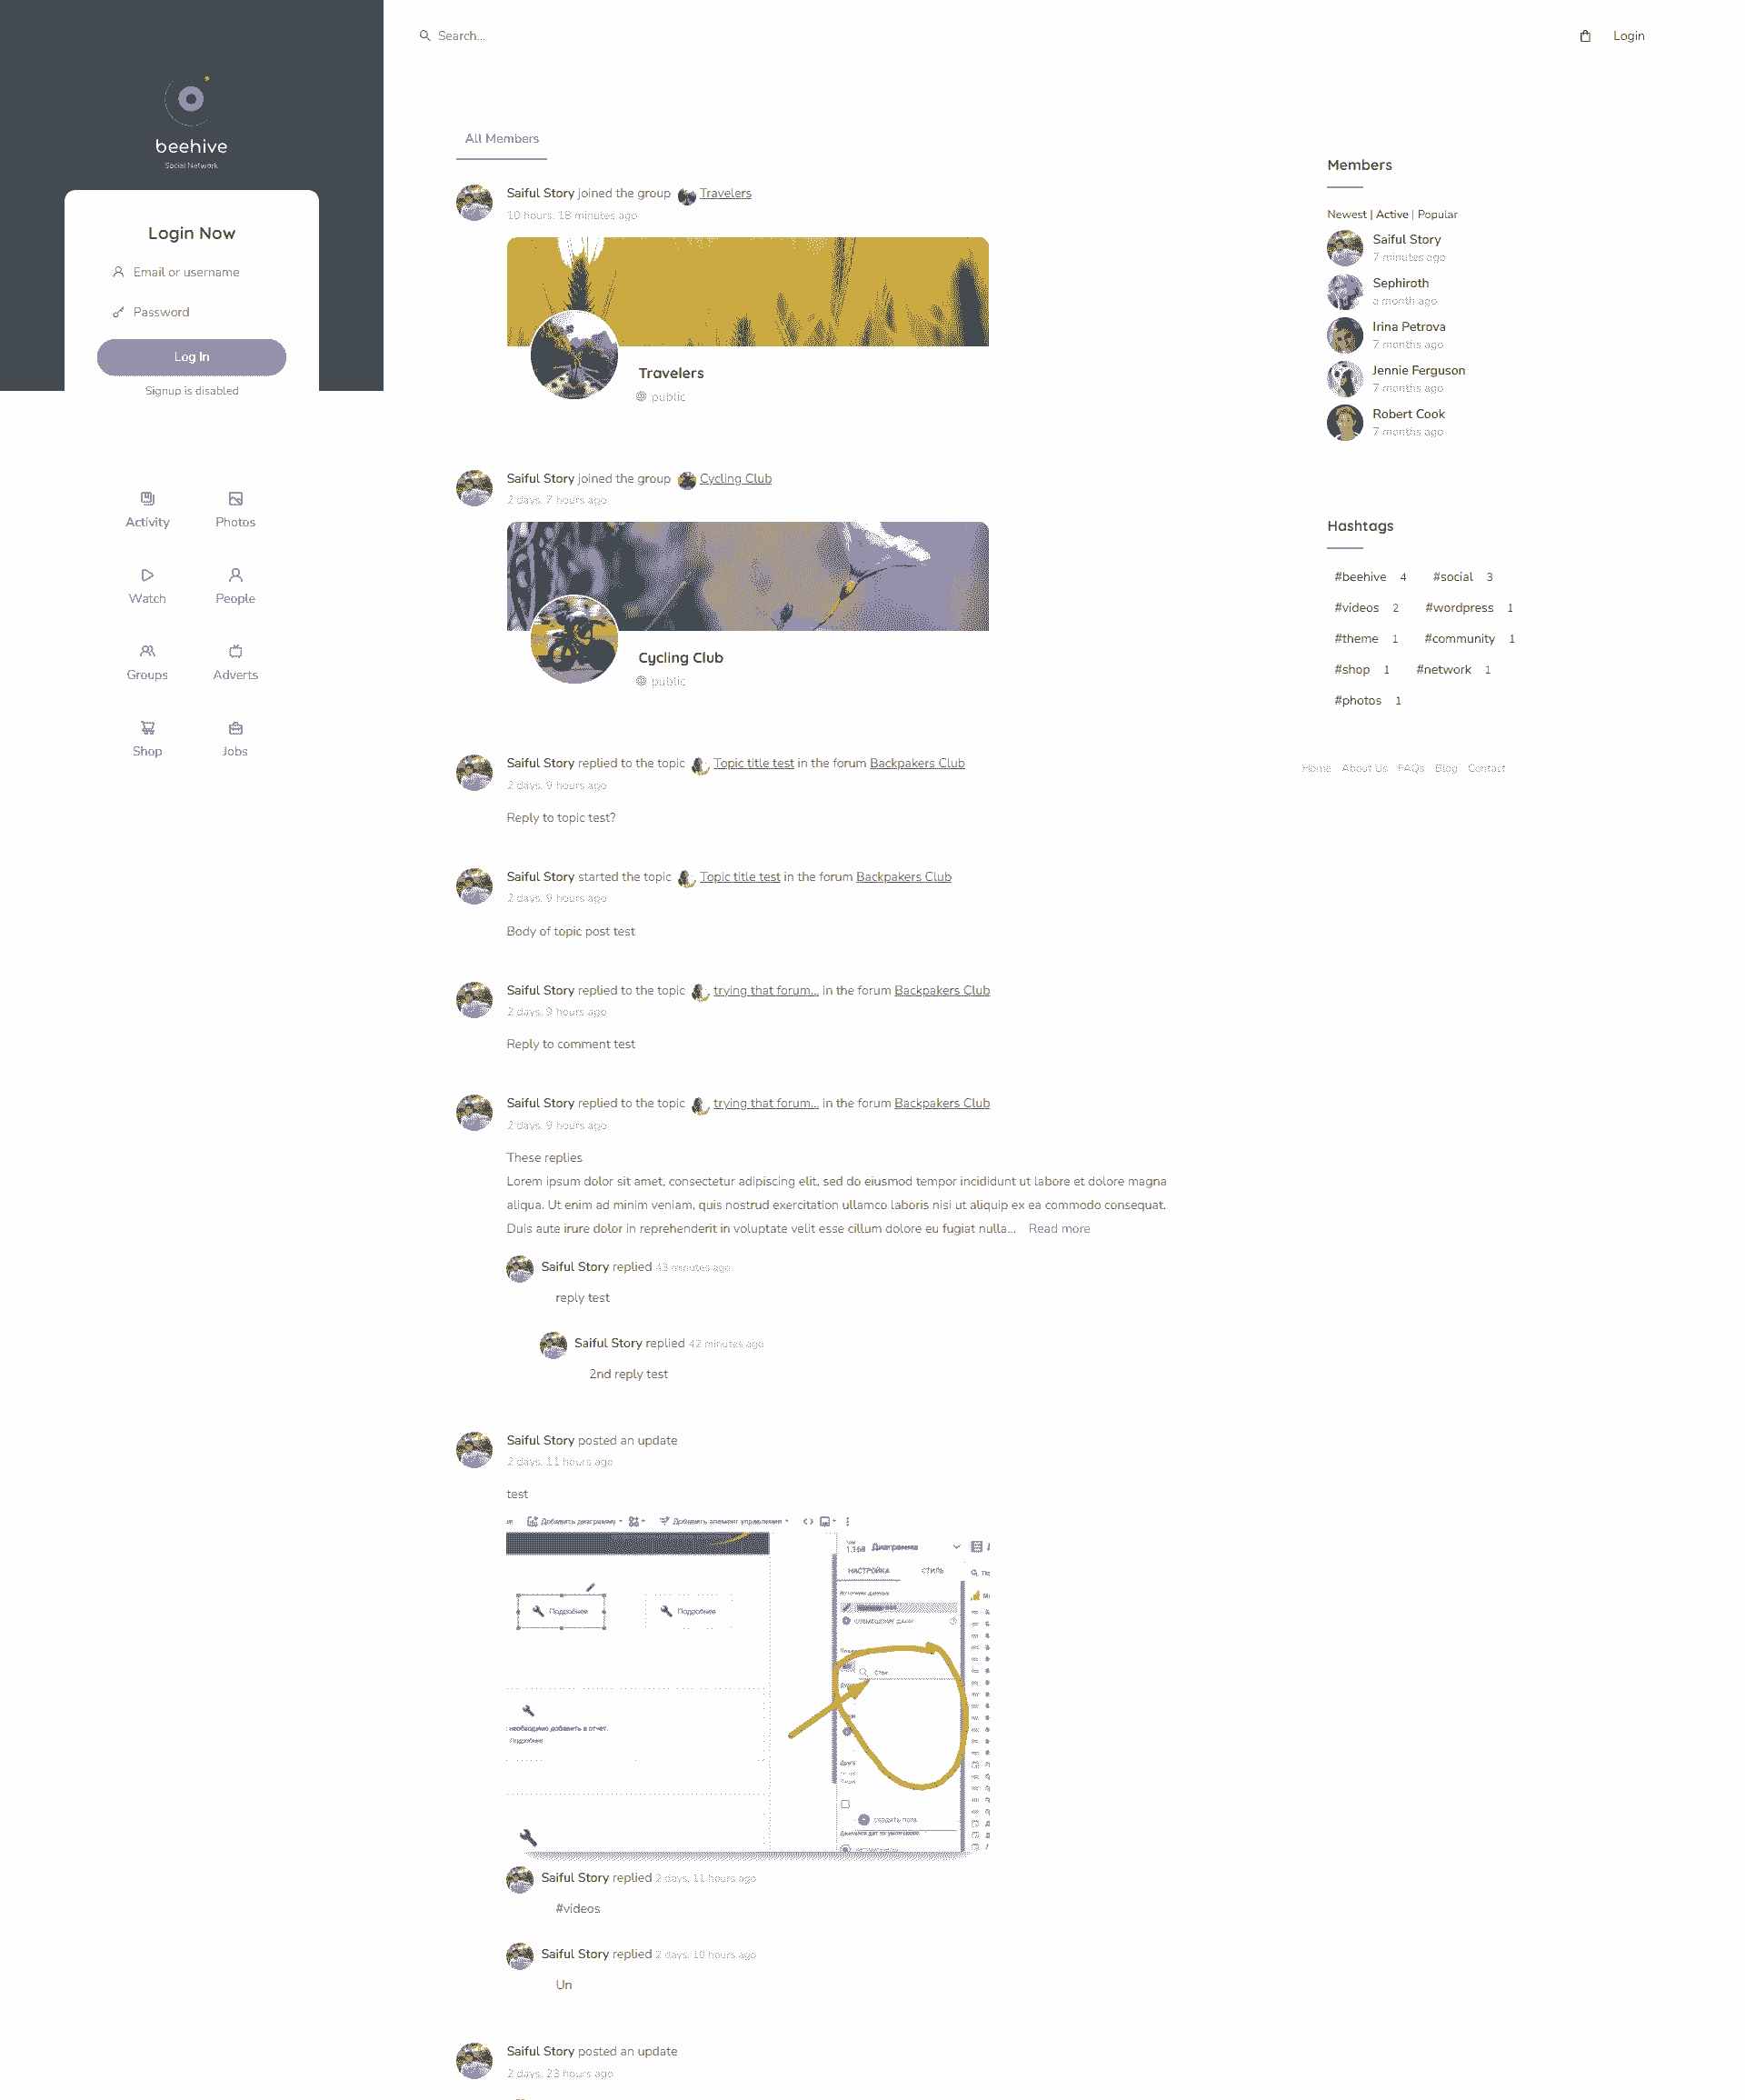 Search...
Login
beehive
Social Network
Login Now
Email or username
Password
Log In
Signup is disabled
Activity
Photos
Watch
People
Groups
Adverts
Shop
Jobs
All Members
Saiful Story joined the group Travelers
10 hours, 18 minutes ago
Travelers
public
Saiful Story joined the group Cycling Club
2 days, 7 hours ago
Cycling Club
public
Saiful Story replied to the topic Topic title test in the forum Backpakers Club
2 days, 9 hours ago
Reply to topic test?
Saiful Story started the topic Topic title test in the forum Backpakers Club
2 days, 9 hours ago
Body of topic post test
Saiful Story replied to the topic trying that forum... in the forum Backpakers Club
2 days, 9 hours ago
Reply to comment test
Saiful Story replied to the topic trying that forum... in the forum Backpakers Club
2 days, 9 hours ago
These replies
Lorem ipsum dolor sit amet, consectetur adipiscing elit, sed do eiusmod tempor incididunt ut labore et dolore magna
aliqua. Ut enim ad minim veniam, quis nostrud exercitation ullamco laboris nisi ut aliquip ex ea commodo consequat.
Duis aute irure dolor in reprehenderit in voluptate velit esse cillum dolore eu fugiat nulla... Read more
Saiful Story replied 43 minutes ago
reply test
Saiful Story replied 42 minutes ago
2nd reply test
Saiful Story posted an update
2 days, 11 hours ago
test
Добавить диаграмму
Добавить элемент управления
Диаграмма
НАСТРОЙКА
СТИЛЬ
Подробнее
Подробнее
необходимо добавить в отчет.
Подробнее
Saiful Story replied 2 days, 11 hours ago
#videos
Saiful Story replied 2 days, 10 hours ago
Un
Saiful Story posted an update
2 days, 23 hours ago
Members
Newest | Active | Popular
Saiful Story
7 minutes ago
Sephiroth
a month ago
Irina Petrova
7 months ago
Jennie Ferguson
7 months ago
Robert Cook
7 months ago
Hashtags
#beehive 4 #social 3
#videos 2 #wordpress 1
#theme 1 #community 1
#shop 1 #network 1
#photos 1
Home About Us FAQs Blog Contact